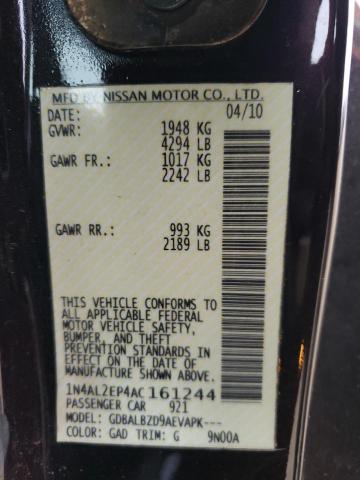 MFD BY NISSAN MOTOR CO., LTD.
DATE: 04/10
GVWR: 1948 KG
4294 LB
GAWR FR.: 1017 KG
2242 LB
GAWR RR.: 993 KG
2189 LB
THIS VEHICLE CONFORMS TO
ALL APPLICABLE FEDERAL
MOTOR VEHICLE SAFETY,
BUMPER, AND THEFT
PREVENTION STANDARDS
IN EFFECT ON THE DATE OF
MANUFACTURE SHOWN ABOVE.
1N4AL2EP4AC161244
PASSENGER CAR 921
MODEL: GDBALBZD9AEVAPK---
COLOR: GAD TRIM: G 9N00A